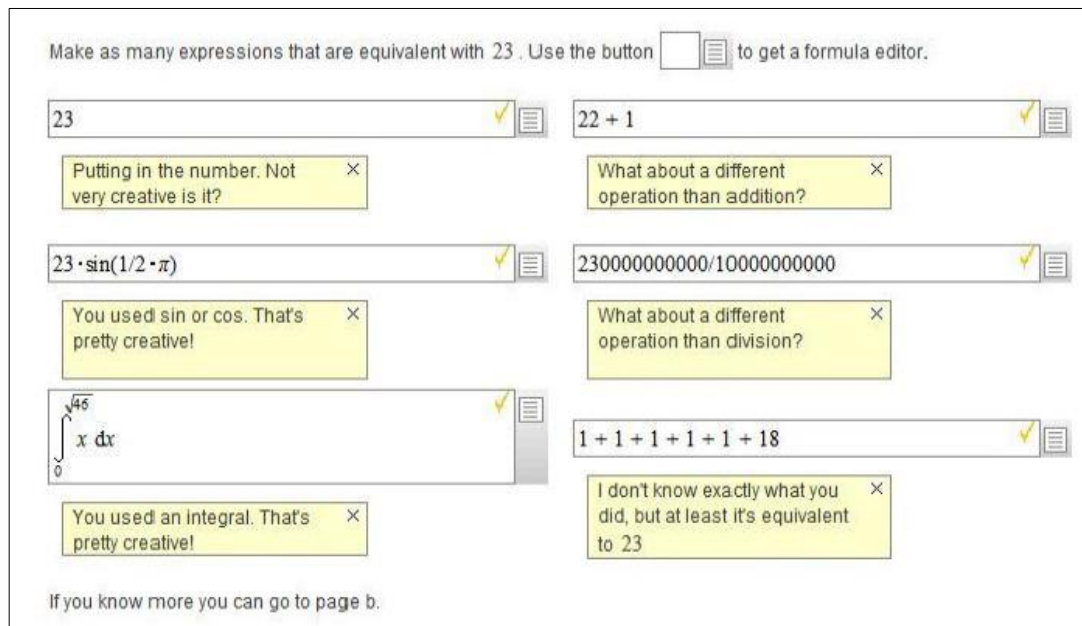 Make as many expressions that are equivalent with 23 . Use the button to get a formula editor.
23
22 + 1
Putting in the number. Not
very creative is it?
What about a different
operation than addition?
23 · sin(1/2 · π)
230000000000/10000000000
You used sin or cos. That's
pretty creative!
What about a different
operation than division?
√46
∫ x dx
0
1 + 1 + 1 + 1 + 1 + 18
You used an integral. That's
pretty creative!
I don't know exactly what you
did, but at least it's equivalent
to 23
If you know more you can go to page b.